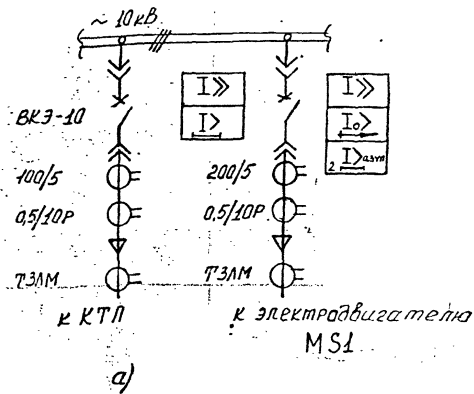 ~ 10кВ
I>>
I>>
ВКЭ-10
I>
I₀>
2 I> азуп
100/5
200/5
0,5/10Р
0,5/10Р
ТЗЛМ
ТЗЛМ
к КТП
к электродвигателю
MS1
а)